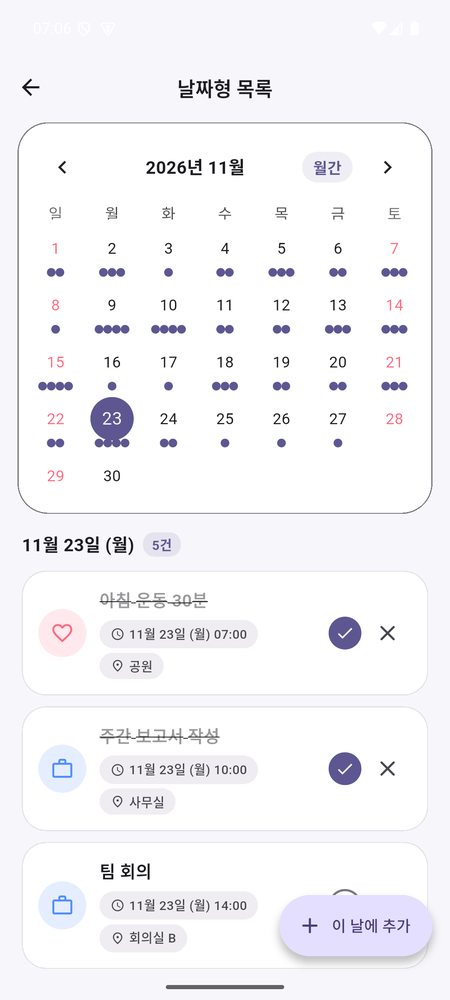 07:06
날짜형 목록
2026년 11월 월간
일 월 화 수 목 금 토
1 2 3 4 5 6 7
8 9 10 11 12 13 14
15 16 17 18 19 20 21
22 23 24 25 26 27 28
29 30
11월 23일 (월) 5건
아침 운동 30분
11월 23일 (월) 07:00
공원
주간 보고서 작성
11월 23일 (월) 10:00
사무실
팀 회의
11월 23일 (월) 14:00
회의실 B
이 날에 추가